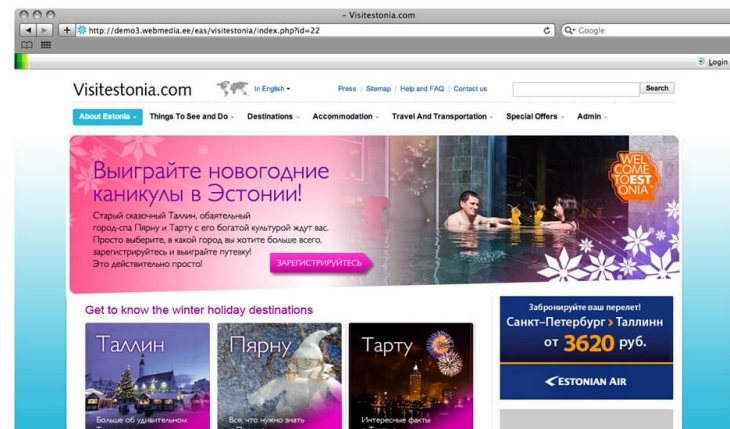 – Visitestonia.com
http://demo3.webmedia.ee/eas/visitestonia/index.php?id=22
Google
Login
Visitestonia.com
In English
Press | Sitemap | Help and FAQ | Contact us
Search
About Estonia
Things To See and Do
Destinations
Accommodation
Travel And Transportation
Special Offers
Admin
Выиграйте новогодние
каникулы в Эстонии!
Старый сказочный Таллин, обаятельный
город-спа Пярну и Тарту с его богатой культурой ждут вас.
Просто выберите, в какой город вы хотите больше всего,
зарегистрируйтесь и выиграйте путевку!
Это действительно просто!
ЗАРЕГИСТРИРУЙТЕСЬ
WEL
COME
TO EST
ONIA
Get to know the winter holiday destinations
Таллин
Больше об удивительном
Пярну
Все, что нужно знать
Тарту
Интересные факты
Забронируйте ваш перелет!
Санкт–Петербург > Таллинн
от 3620 руб.
ESTONIAN AIR